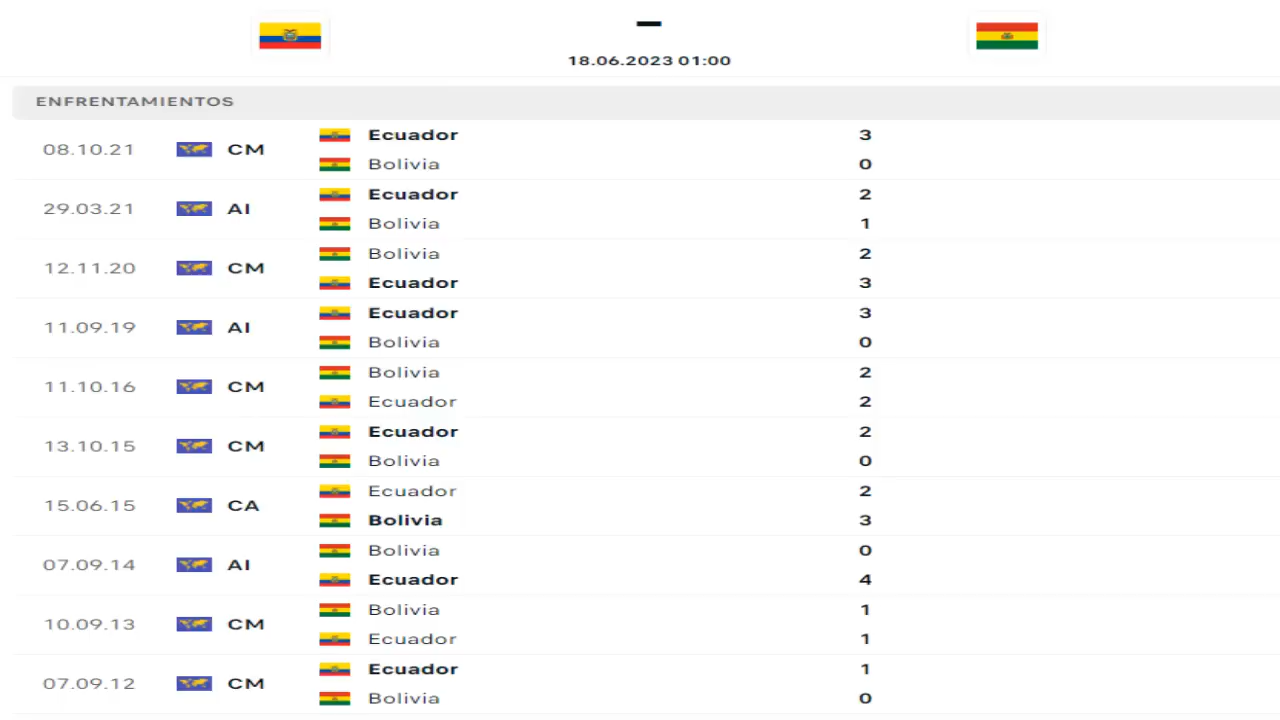 –
18.06.2023 01:00
ENFRENTAMIENTOS
08.10.21 CM Ecuador 3
Bolivia 0
29.03.21 AI Ecuador 2
Bolivia 1
12.11.20 CM Bolivia 2
Ecuador 3
11.09.19 AI Ecuador 3
Bolivia 0
11.10.16 CM Bolivia 2
Ecuador 2
13.10.15 CM Ecuador 2
Bolivia 0
15.06.15 CA Ecuador 2
Bolivia 3
07.09.14 AI Bolivia 0
Ecuador 4
10.09.13 CM Bolivia 1
Ecuador 1
07.09.12 CM Ecuador 1
Bolivia 0